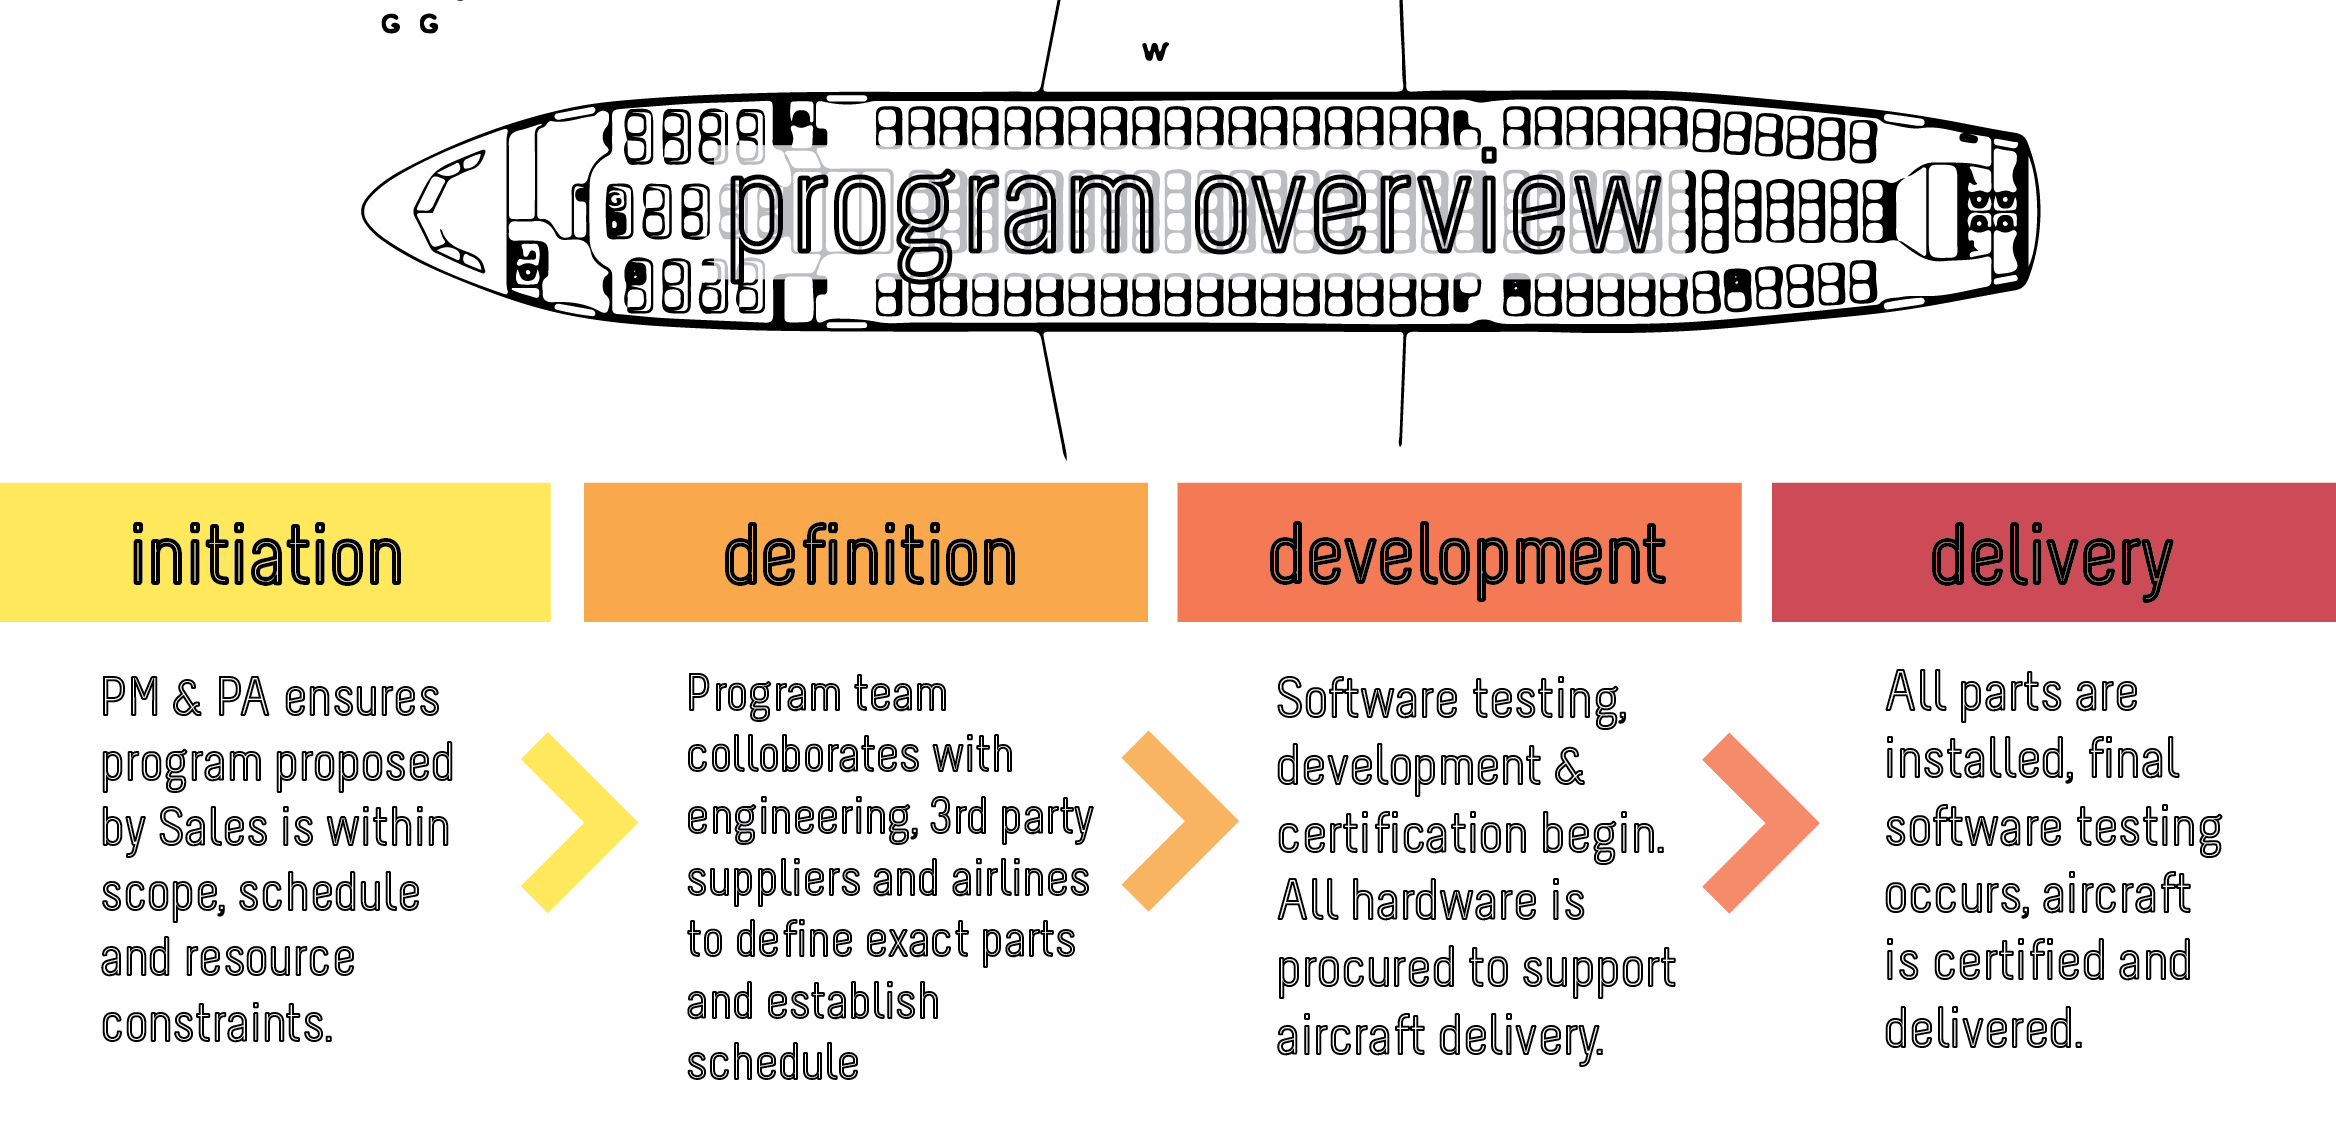 G G
W
program overview
initiation
definition
development
delivery
PM & PA ensures
program proposed
by Sales is within
scope, schedule
and resource
constraints.
Program team
colloborates with
engineering, 3rd party
suppliers and airlines
to define exact parts
and establish
schedule
Software testing,
development &
certification begin.
All hardware is
procured to support
aircraft delivery.
All parts are
installed, final
software testing
occurs, aircraft
is certified and
delivered.